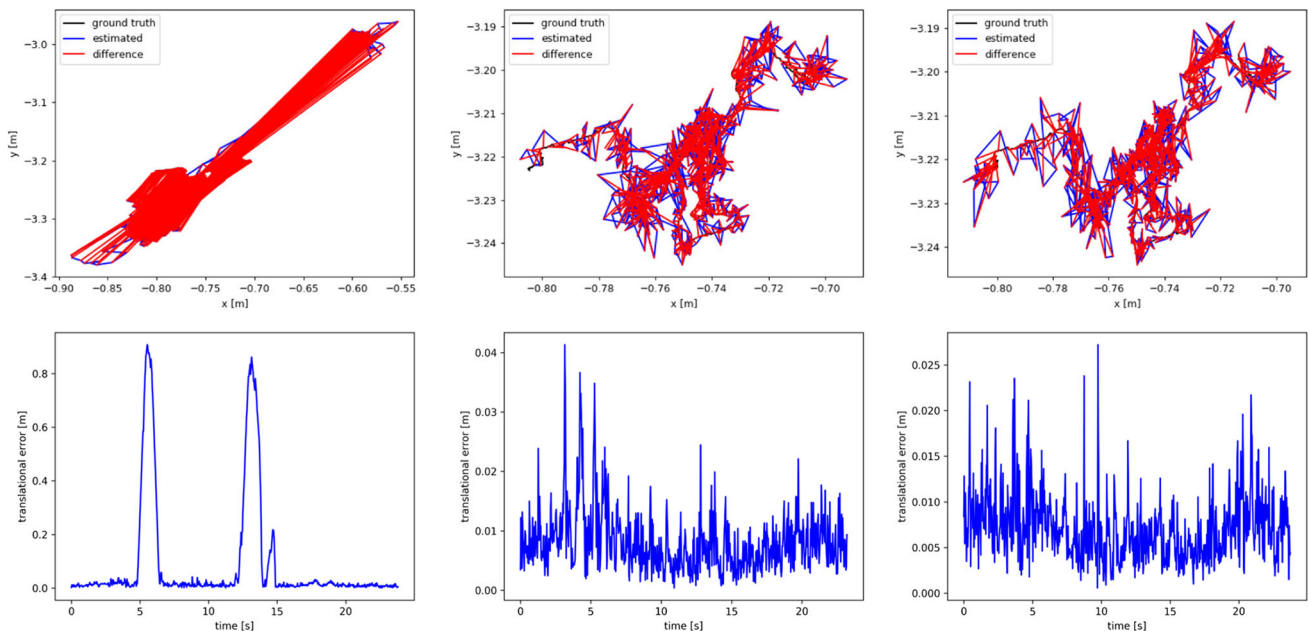 ground truth
estimated
difference
−3.0
−3.1
−3.2
−3.3
−3.4
y [m]
−0.90 −0.85 −0.80 −0.75 −0.70 −0.65 −0.60 −0.55
x [m]
ground truth
estimated
difference
−3.19
−3.20
−3.21
−3.22
−3.23
−3.24
y [m]
−0.80 −0.78 −0.76 −0.74 −0.72 −0.70
x [m]
ground truth
estimated
difference
−3.19
−3.20
−3.21
−3.22
−3.23
−3.24
y [m]
−0.80 −0.78 −0.76 −0.74 −0.72 −0.70
x [m]
0.8
0.6
0.4
0.2
0.0
translational error [m]
0 5 10 15 20
time [s]
0.04
0.03
0.02
0.01
0.00
translational error [m]
0 5 10 15 20
time [s]
0.025
0.020
0.015
0.010
0.005
0.000
translational error [m]
0 5 10 15 20
time [s]